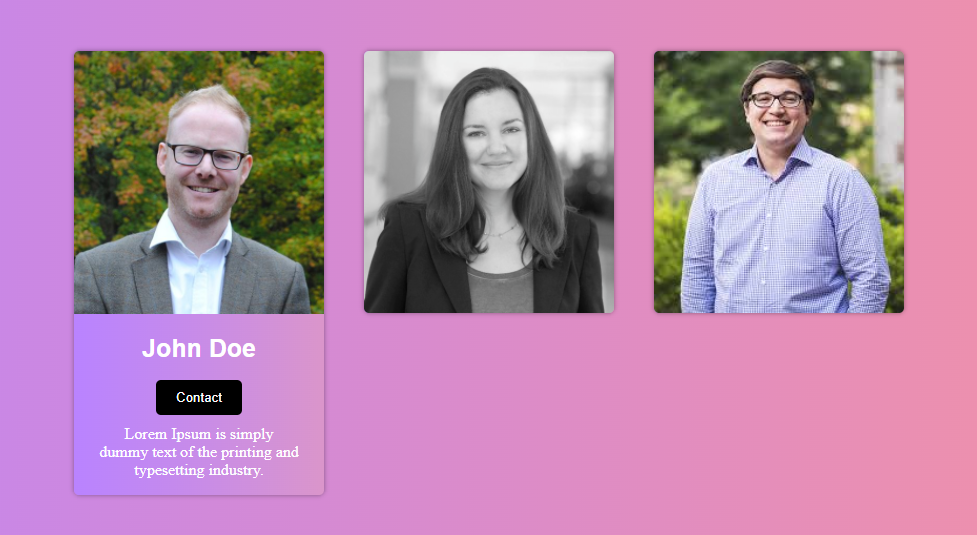 John Doe
Contact
Lorem Ipsum is simply
dummy text of the printing and
typesetting industry.